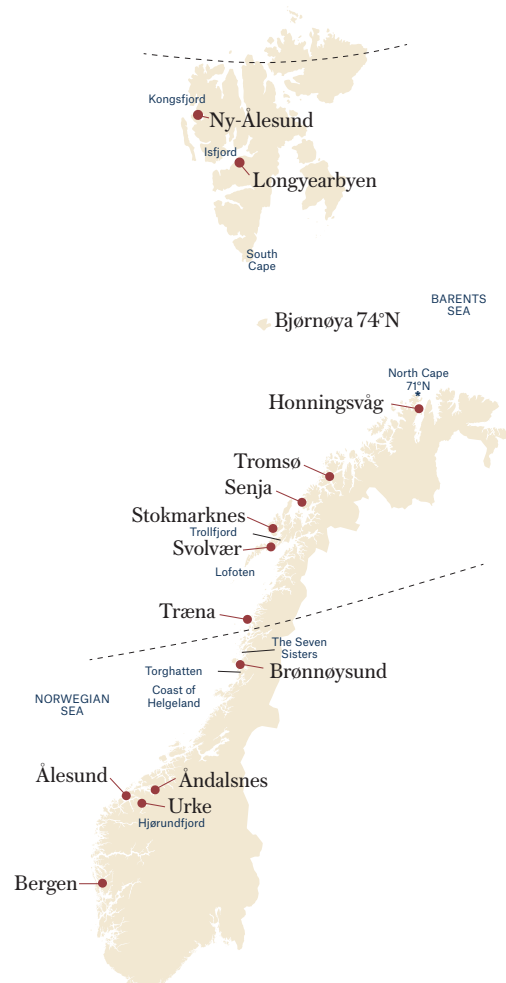 Kongsfjord
Ny-Ålesund
Isfjord
Longyearbyen
South
Cape
BARENTS
SEA
Bjørnøya 74°N
North Cape
71°N
*
Honningsvåg
Tromsø
Senja
Stokmarknes
Trollfjord
Svolvær
Lofoten
Træna
The Seven
Sisters
Torghatten
Brønnøysund
Coast of
Helgeland
NORWEGIAN
SEA
Ålesund
Åndalsnes
Urke
Hjørundfjord
Bergen